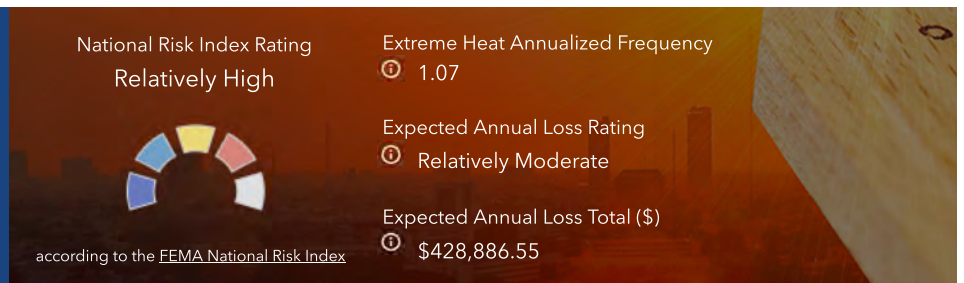 National Risk Index Rating
Relatively High
according to the FEMA National Risk Index
Extreme Heat Annualized Frequency
1.07
Expected Annual Loss Rating
Relatively Moderate
Expected Annual Loss Total ($)
$428,886.55